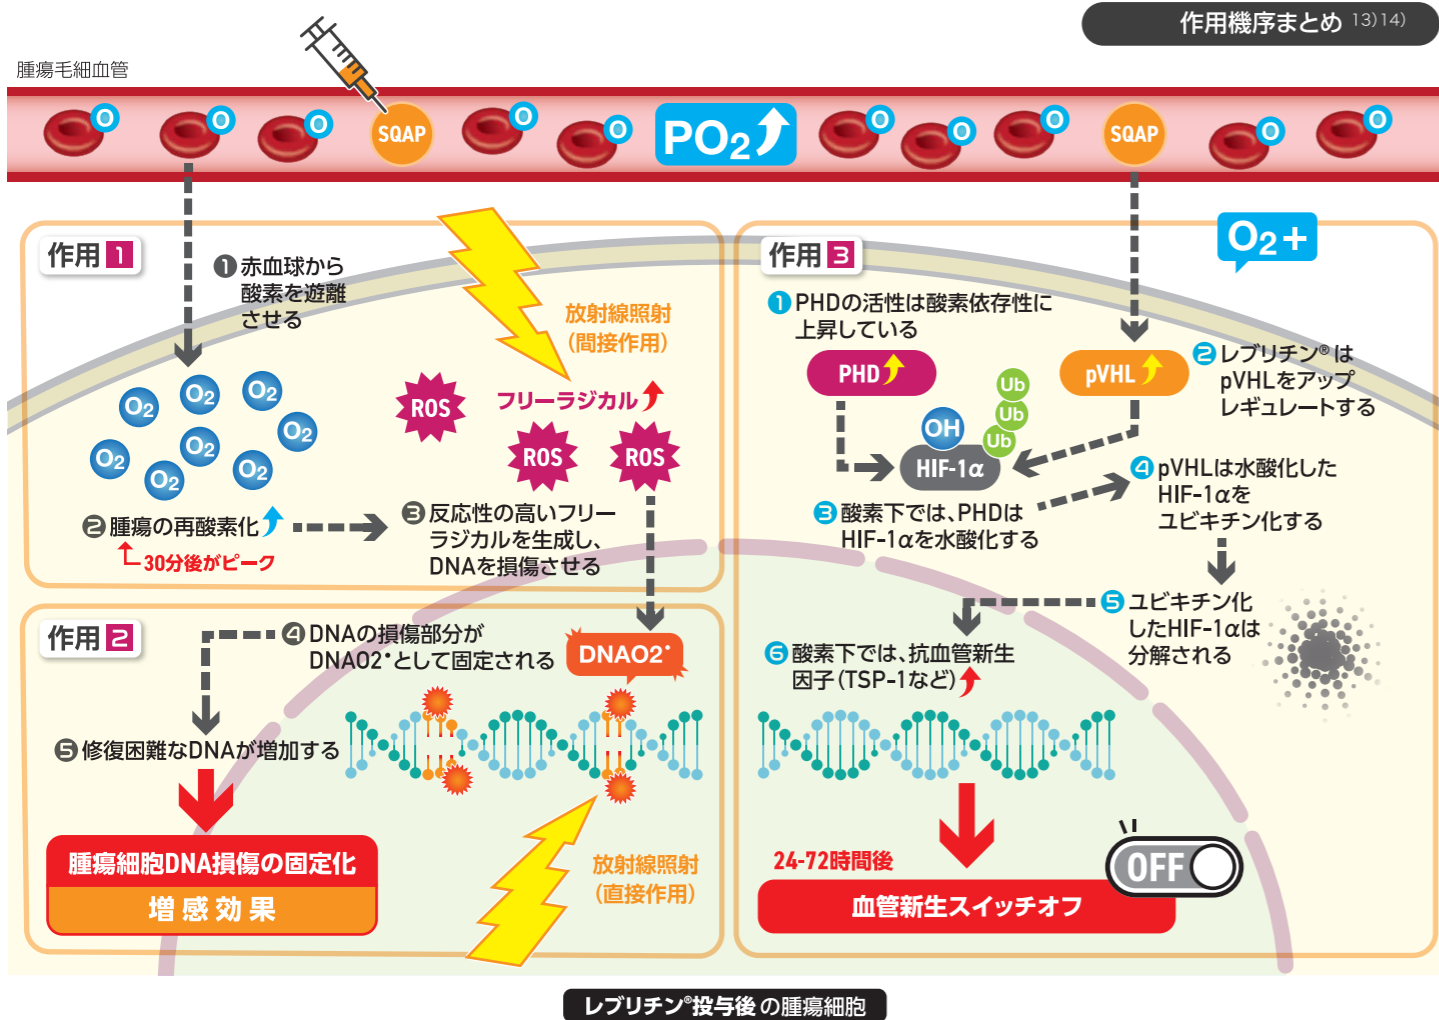 作用機序まとめ 13)14)
腫瘍毛細血管
O
O
O
SQAP
O
O
PO2
O
O
O
SQAP
O
O
作用 1
❶赤血球から
酸素を遊離
させる
放射線照射
(間接作用)
O2
O2
O2
O2
O2
O2
O2
O2
ROS
フリーラジカル
ROS
ROS
❷腫瘍の再酸素化
30分後がピーク
❸反応性の高いフリー
ラジカルを生成し、
DNAを損傷させる
作用 2
❹DNAの損傷部分が
DNAO2•として固定される
DNAO2•
❺修復困難なDNAが増加する
腫瘍細胞DNA損傷の固定化
増感効果
放射線照射
(直接作用)
作用 3
O2+
❶PHDの活性は酸素依存性に
上昇している
PHD
pVHL
❷レブリチン®は
pVHLをアップ
レギュレートする
Ub
Ub
Ub
OH
HIF-1α
❸酸素下では、PHDは
HIF-1αを水酸化する
❹pVHLは水酸化した
HIF-1αを
ユビキチン化する
❺ユビキチン化
したHIF-1αは
分解される
❻酸素下では、抗血管新生
因子(TSP-1など)
24-72時間後
OFF
血管新生スイッチオフ
レブリチン®投与後の腫瘍細胞